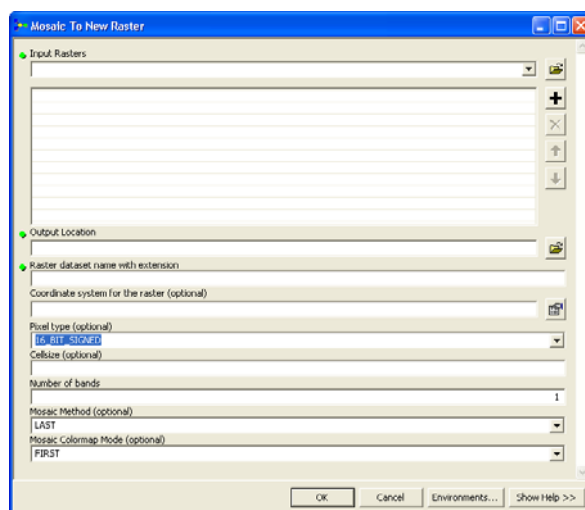 Mosaic To New Raster
Input Rasters
Output Location
Raster dataset name with extension
Coordinate system for the raster (optional)
Pixel type (optional)
16_BIT_SIGNED
Cellsize (optional)
Number of bands
1
Mosaic Method (optional)
LAST
Mosaic Colormap Mode (optional)
FIRST
OK Cancel Environments... Show Help >>